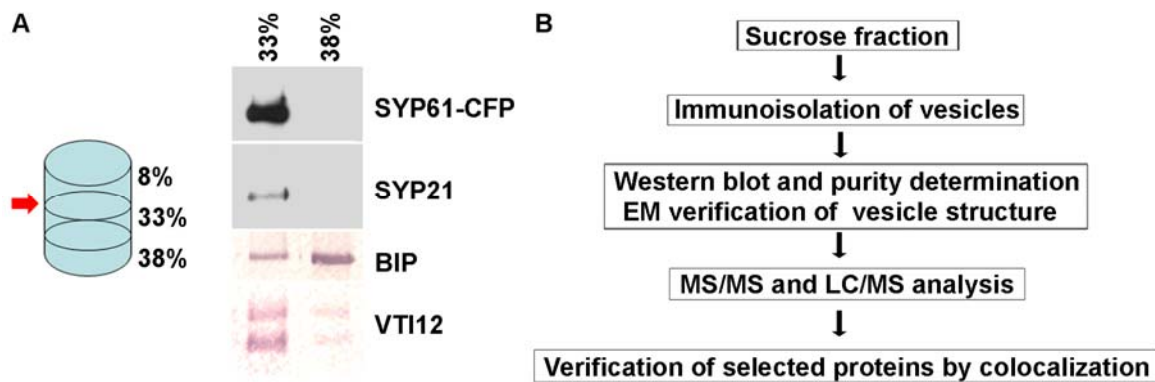 A
33%
38%
SYP61-CFP
SYP21
BIP
VTI12
8%
33%
38%
B
Sucrose fraction
Immunoisolation of vesicles
Western blot and purity determination
EM verification of vesicle structure
MS/MS and LC/MS analysis
Verification of selected proteins by colocalization